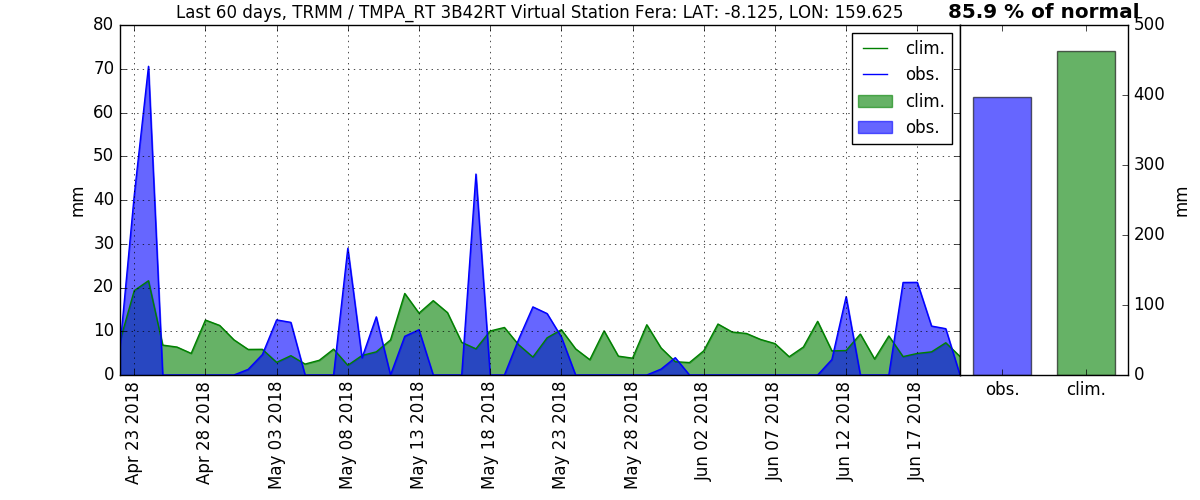 Last 60 days, TRMM / TMPA_RT 3B42RT Virtual Station Fera: LAT: -8.125, LON: 159.625
85.9 % of normal
80
70
60
50
40
30
20
10
0
mm
clim.
obs.
clim.
obs.
500
400
300
200
100
0
mm
obs.
clim.
Apr 23 2018
Apr 28 2018
May 03 2018
May 08 2018
May 13 2018
May 18 2018
May 23 2018
May 28 2018
Jun 02 2018
Jun 07 2018
Jun 12 2018
Jun 17 2018